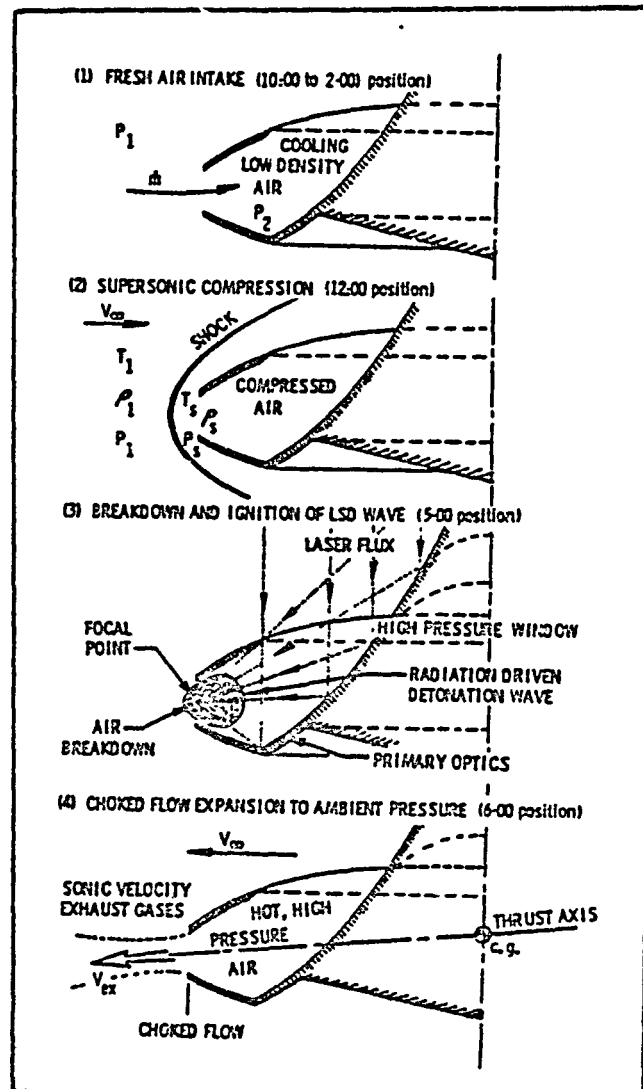 (1) FRESH AIR INTAKE (10:00 to 2:00) position)
P1
COOLING
LOW DENSITY
AIR
ṁ
P2
(2) SUPERSONIC COMPRESSION (12:00 position)
V∞
SHOCK
T1
COMPRESSED
AIR
Ts
ρ1
ρs
P1
Ps
(3) BREAKDOWN AND IGNITION OF LSD WAVE (5:00 position)
LASER FLUX
FOCAL
POINT
HIGH PRESSURE WINDOW
RADIATION DRIVEN
DETONATION WAVE
AIR
BREAKDOWN
PRIMARY OPTICS
(4) CHOKED FLOW EXPANSION TO AMBIENT PRESSURE (6:00 position)
V∞
SONIC VELOCITY
EXHAUST GASES
HOT, HIGH
PRESSURE
AIR
THRUST AXIS
c.g.
Vex
CHOKED FLOW